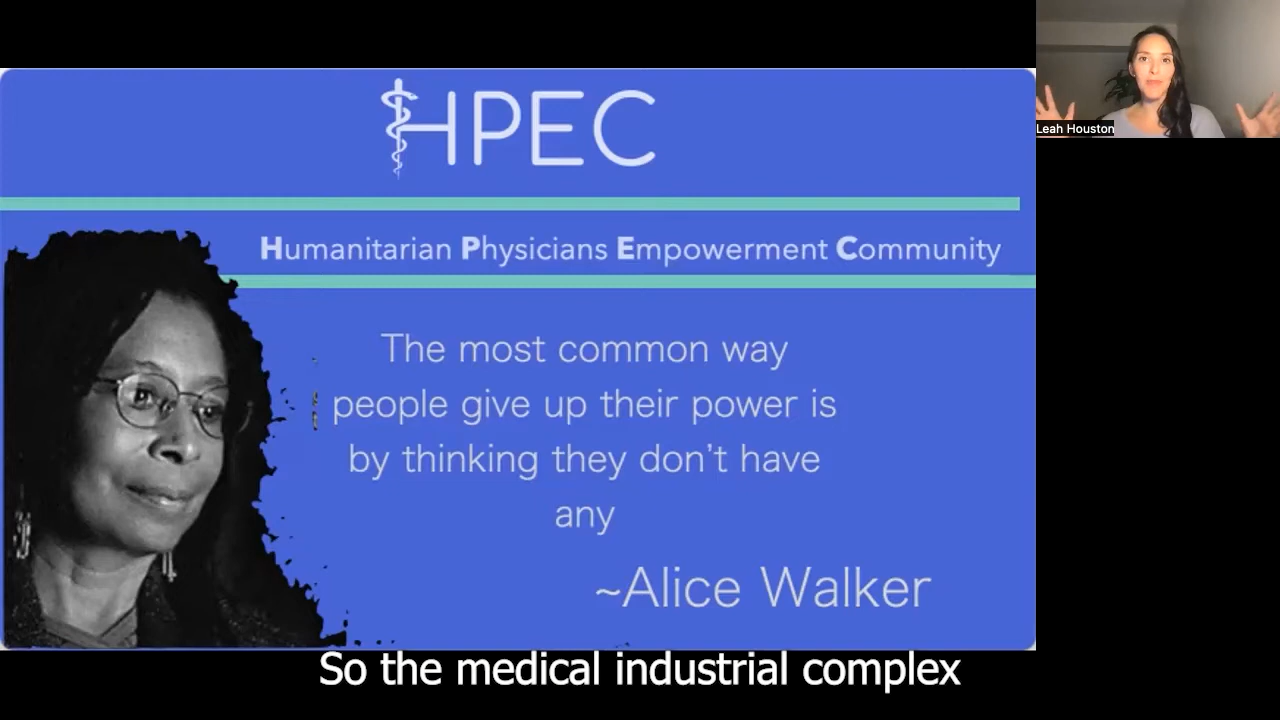 HPEC
Leah Houston
Humanitarian Physicians Empowerment Community
The most common way
people give up their power is
by thinking they don't have
any
~Alice Walker
So the medical industrial complex